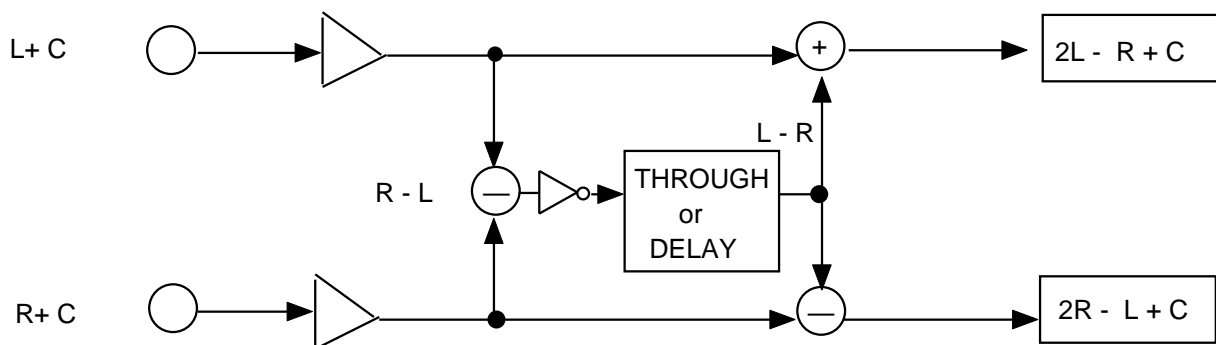 L+ C
+
2L - R + C
L - R
R - L
—
THROUGH
or
DELAY
R+ C
—
2R - L + C